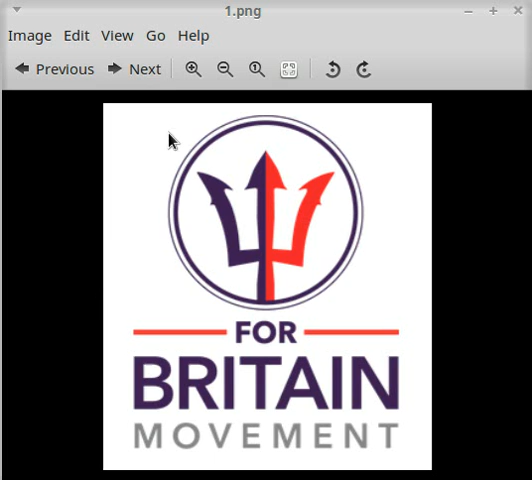 1.png
Image Edit View Go Help
Previous Next
FOR
BRITAIN
MOVEMENT